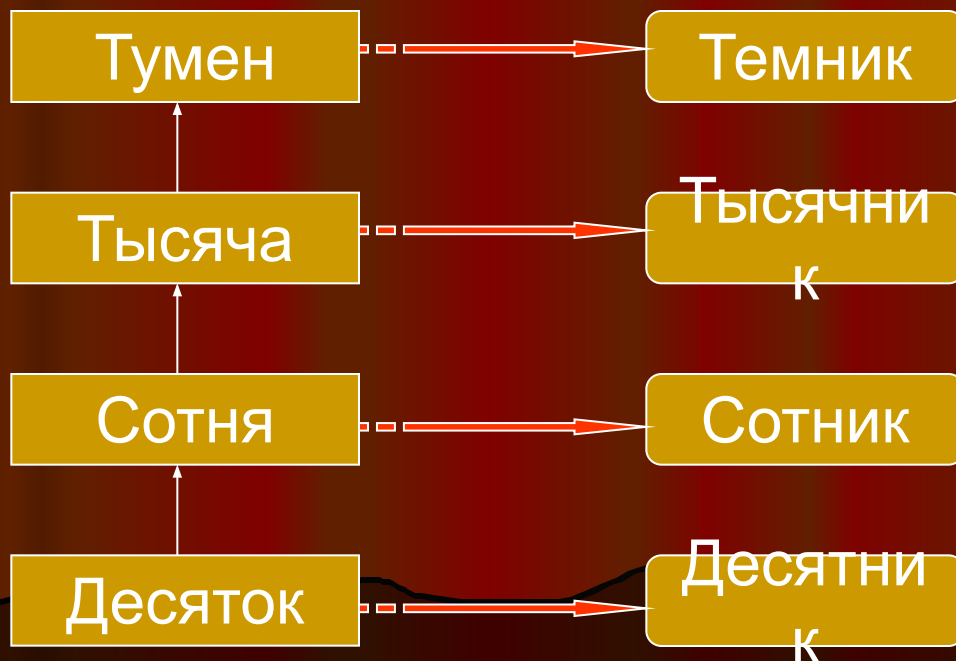 Тумен
Темник
Тысяча
Тысячни
к
Сотня
Сотник
Десяток
Десятни
к